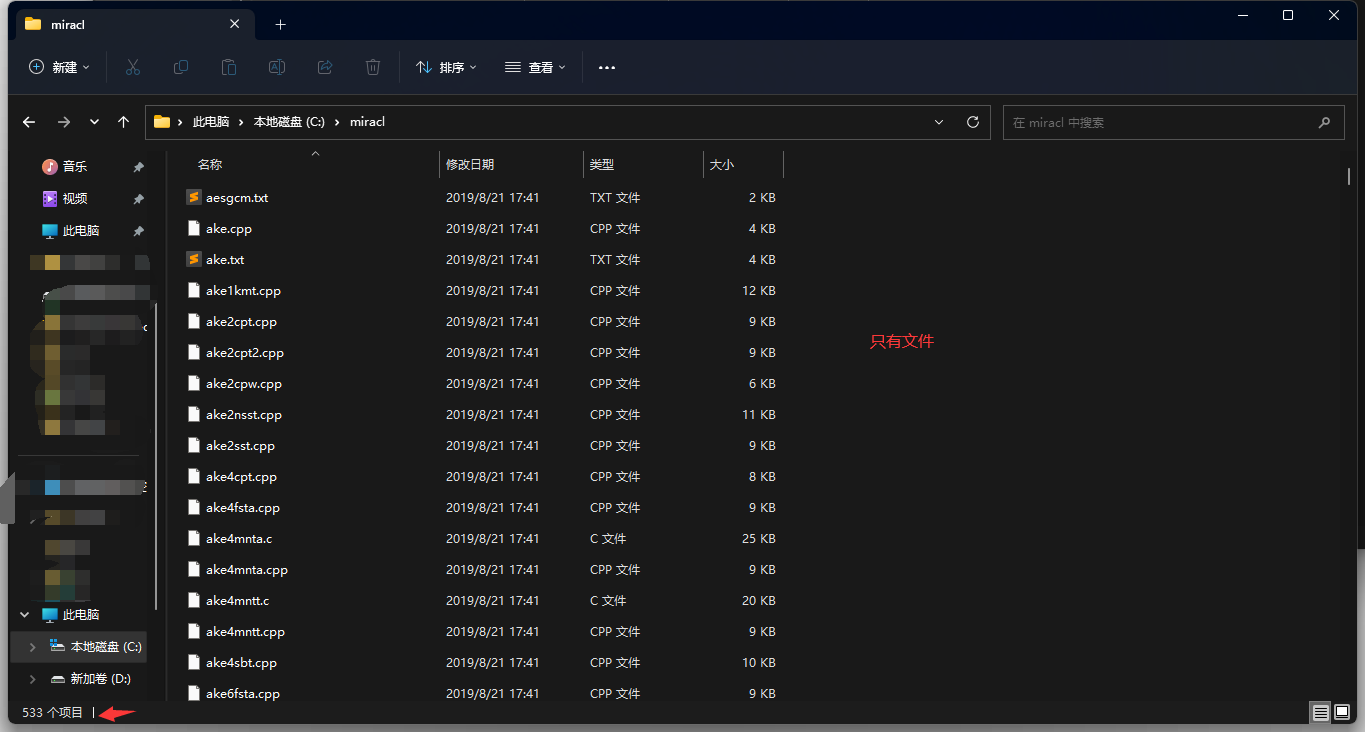 miracl
新建
排序
查看
此电脑 本地磁盘 (C:) miracl
在 miracl 中搜索
音乐
视频
此电脑
此电脑
本地磁盘 (C:)
新加卷 (D:)
名称 修改日期 类型 大小
aesgcm.txt 2019/8/21 17:41 TXT 文件 2 KB
ake.cpp 2019/8/21 17:41 CPP 文件 4 KB
ake.txt 2019/8/21 17:41 TXT 文件 4 KB
ake1kmt.cpp 2019/8/21 17:41 CPP 文件 12 KB
ake2cpt.cpp 2019/8/21 17:41 CPP 文件 9 KB
ake2cpt2.cpp 2019/8/21 17:41 CPP 文件 9 KB
ake2cpw.cpp 2019/8/21 17:41 CPP 文件 6 KB
ake2nsst.cpp 2019/8/21 17:41 CPP 文件 11 KB
ake2sst.cpp 2019/8/21 17:41 CPP 文件 9 KB
ake4cpt.cpp 2019/8/21 17:41 CPP 文件 8 KB
ake4fsta.cpp 2019/8/21 17:41 CPP 文件 9 KB
ake4mnta.c 2019/8/21 17:41 C 文件 25 KB
ake4mnta.cpp 2019/8/21 17:41 CPP 文件 9 KB
ake4mntt.c 2019/8/21 17:41 C 文件 20 KB
ake4mntt.cpp 2019/8/21 17:41 CPP 文件 9 KB
ake4sbt.cpp 2019/8/21 17:41 CPP 文件 10 KB
ake6fsta.cpp 2019/8/21 17:41 CPP 文件 9 KB
只有文件
533 个项目